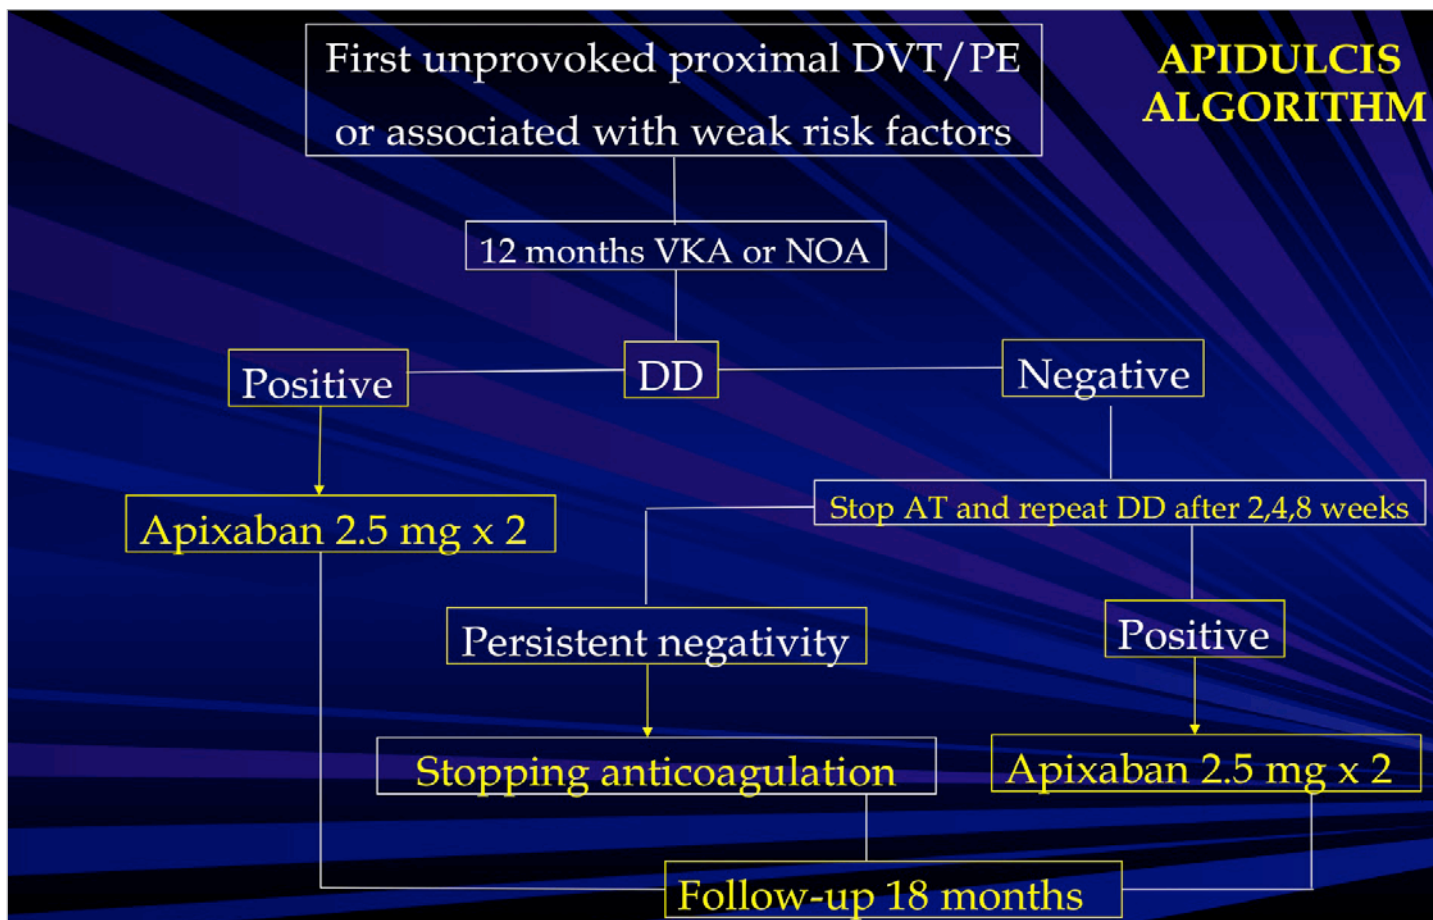 First unprovoked proximal DVT/PE
or associated with weak risk factors
APIDULCIS
ALGORITHM
12 months VKA or NOA
Positive
DD
Negative
Apixaban 2.5 mg x 2
Stop AT and repeat DD after 2,4,8 weeks
Persistent negativity
Positive
Stopping anticoagulation
Apixaban 2.5 mg x 2
Follow-up 18 months